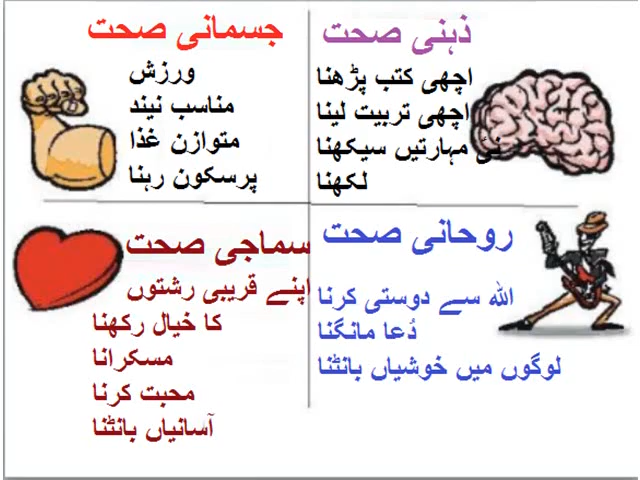 ذہنی صحت
اچھی کتب پڑھنا
اچھی تربیت لینا
نئی مہارتیں سیکھنا
لکھنا
جسمانی صحت
ورزش
مناسب نیند
متوازن غذا
پرسکون رہنا
روحانی صحت
اللہ سے دوستی کرنا
دُعا مانگنا
لوگوں میں خوشیاں بانٹنا
سماجی صحت
اپنے قریبی رشتوں
کا خیال رکھنا
مسکرانا
محبت کرنا
آسانیاں بانٹنا